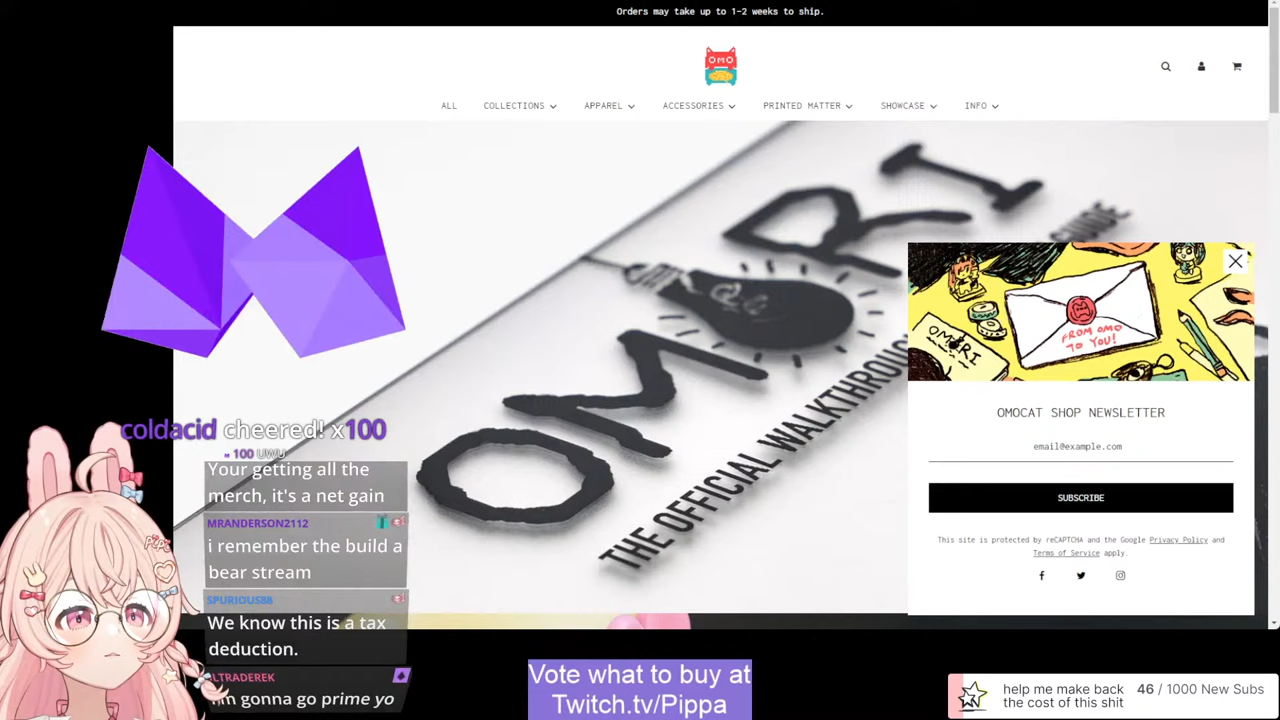 Orders may take up to 1-2 weeks to ship.
OMO
ALL COLLECTIONS APPAREL ACCESSORIES PRINTED MATTER SHOWCASE INFO
OMORI
THE OFFICIAL WALKTHROUGH GUIDE
OMORI
FROM OMO
TO YOU!
OMOCAT SHOP NEWSLETTER
email@example.com
SUBSCRIBE
This site is protected by reCAPTCHA and the Google Privacy Policy and
Terms of Service apply.
coldacid cheered! x100
100 UWU
Your getting all the
merch, it's a net gain
MRANDERSON2112
i remember the build a
bear stream
SPURIOUS88
We know this is a tax
deduction.
LTRADEREK
I'm gonna go prime yo
Vote what to buy at
Twitch.tv/Pippa
help me make back
the cost of this shit
46 / 1000 New Subs